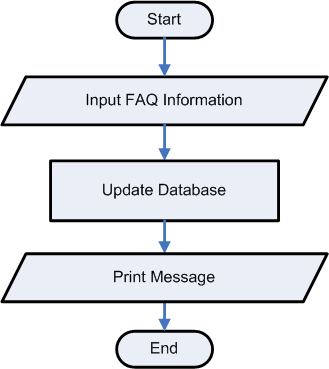 Start
Input FAQ Information
Update Database
Print Message
End